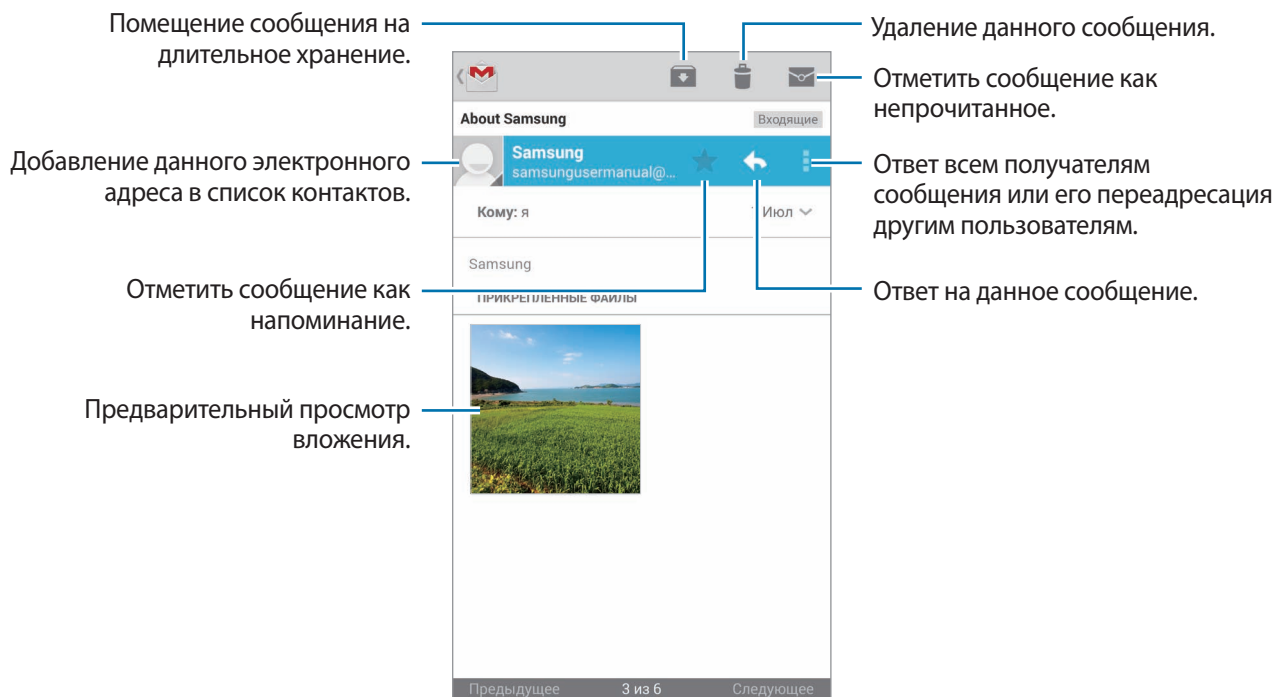 Помещение сообщения на
длительное хранение.
Удаление данного сообщения.
Отметить сообщение как
непрочитанное.
About Samsung
Входящие
Добавление данного электронного
адреса в список контактов.
Samsung
samsungusermanual@...
Ответ всем получателям
сообщения или его переадресация
другим пользователям.
Кому: я
Июл
Samsung
Отметить сообщение как
напоминание.
Ответ на данное сообщение.
ПРИКРЕПЛЕННЫЕ ФАЙЛЫ
Предварительный просмотр
вложения.
Предыдущее
3 из 6
Следующее